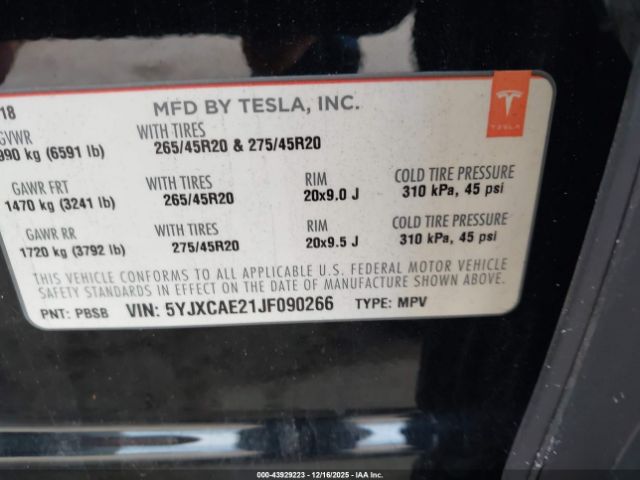 18 MFD BY TESLA, INC.
GVWR WITH TIRES
990 kg (6591 lb) 265/45R20 & 275/45R20
TESLA
GAWR FRT WITH TIRES RIM COLD TIRE PRESSURE
1470 kg (3241 lb) 265/45R20 20x9.0 J 310 kPa, 45 psi
GAWR RR WITH TIRES RIM COLD TIRE PRESSURE
1720 kg (3792 lb) 275/45R20 20x9.5 J 310 kPa, 45 psi
THIS VEHICLE CONFORMS TO ALL APPLICABLE U.S. FEDERAL MOTOR VEHICLE
SAFETY STANDARDS IN EFFECT ON THE DATE OF MANUFACTURE SHOWN ABOVE.
PNT: PBSB VIN: 5YJXCAE21JF090266 TYPE: MPV
000-43929223 - 12/16/2025 - IAAI.COM